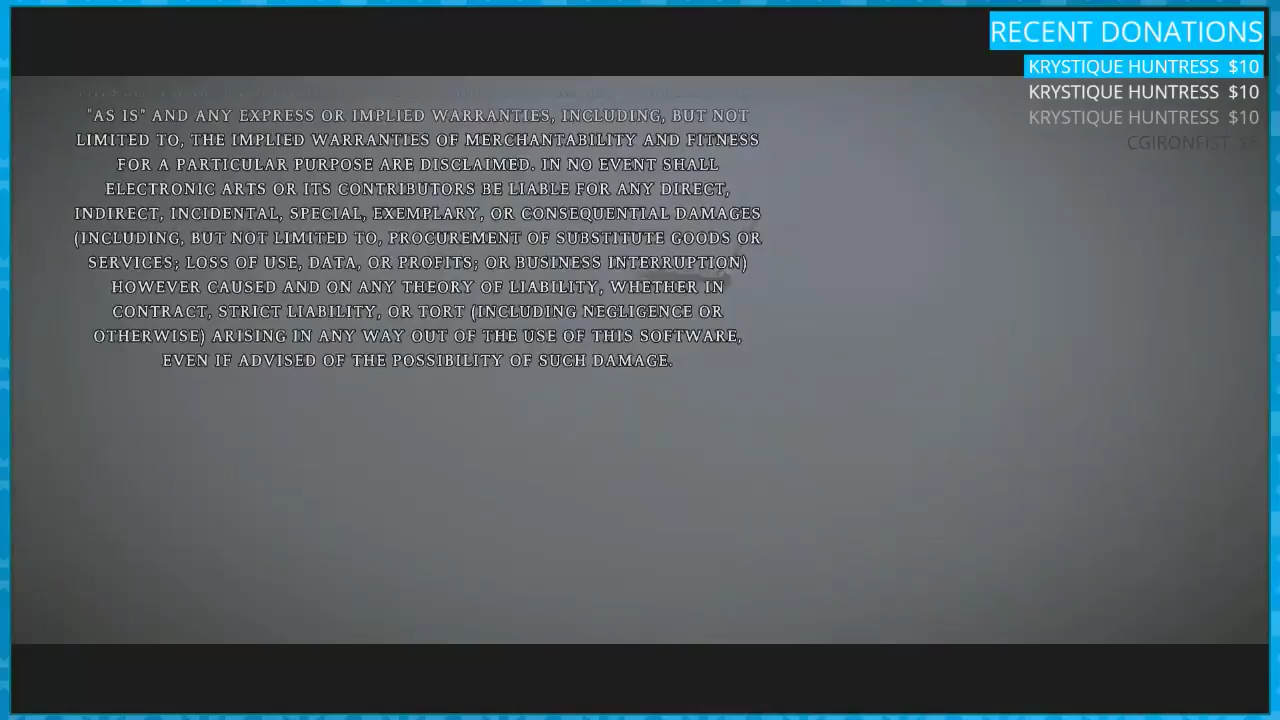 RECENT DONATIONS
KRYSTIQUE HUNTRESS $10
KRYSTIQUE HUNTRESS $10
KRYSTIQUE HUNTRESS $10
CGIRONFIST $5
"AS IS" AND ANY EXPRESS OR IMPLIED WARRANTIES, INCLUDING, BUT NOT
LIMITED TO, THE IMPLIED WARRANTIES OF MERCHANTABILITY AND FITNESS
FOR A PARTICULAR PURPOSE ARE DISCLAIMED. IN NO EVENT SHALL
ELECTRONIC ARTS OR ITS CONTRIBUTORS BE LIABLE FOR ANY DIRECT,
INDIRECT, INCIDENTAL, SPECIAL, EXEMPLARY, OR CONSEQUENTIAL DAMAGES
(INCLUDING, BUT NOT LIMITED TO, PROCUREMENT OF SUBSTITUTE GOODS OR
SERVICES; LOSS OF USE, DATA, OR PROFITS; OR BUSINESS INTERRUPTION)
HOWEVER CAUSED AND ON ANY THEORY OF LIABILITY, WHETHER IN
CONTRACT, STRICT LIABILITY, OR TORT (INCLUDING NEGLIGENCE OR
OTHERWISE) ARISING IN ANY WAY OUT OF THE USE OF THIS SOFTWARE,
EVEN IF ADVISED OF THE POSSIBILITY OF SUCH DAMAGE.